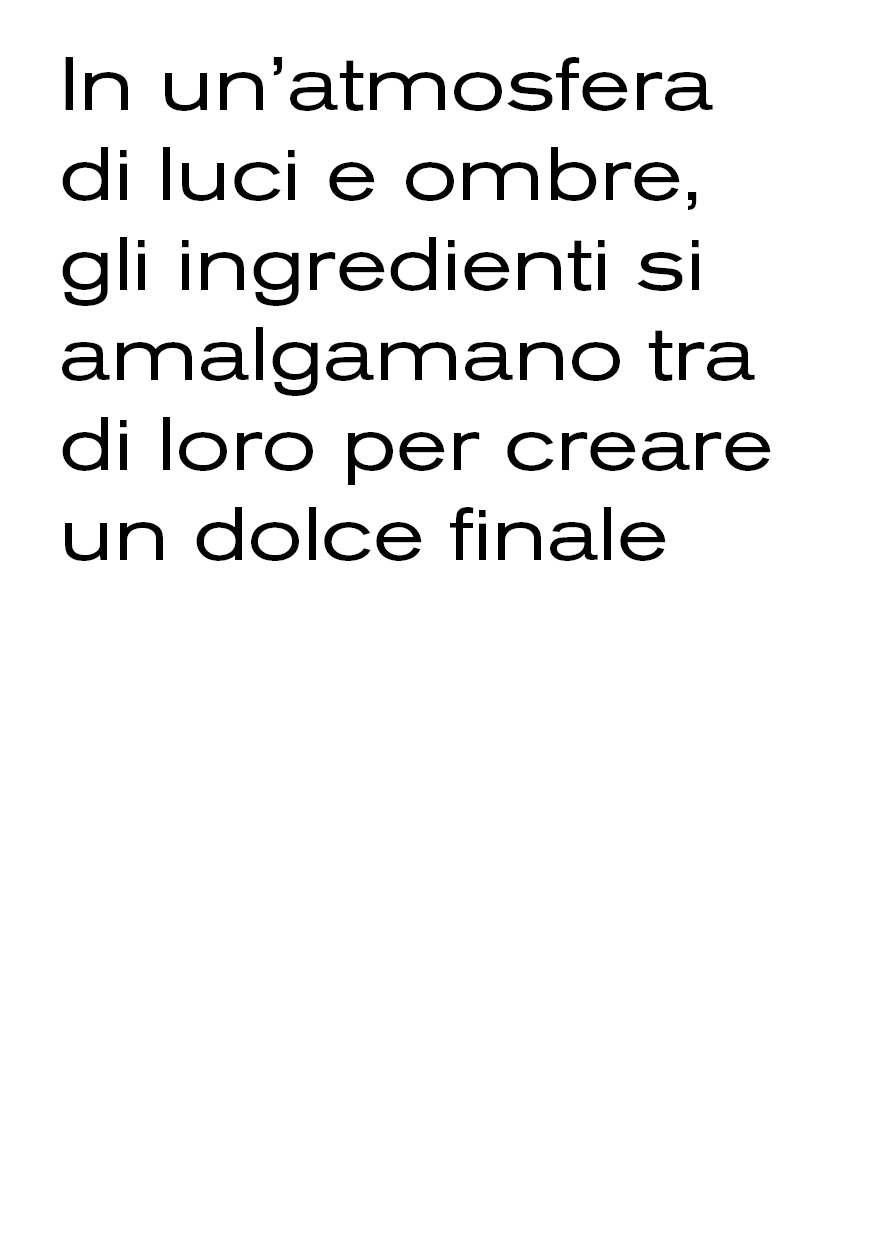 In un’atmosfera
di luci e ombre,
gli ingredienti si
amalgamano tra
di loro per creare
un dolce finale